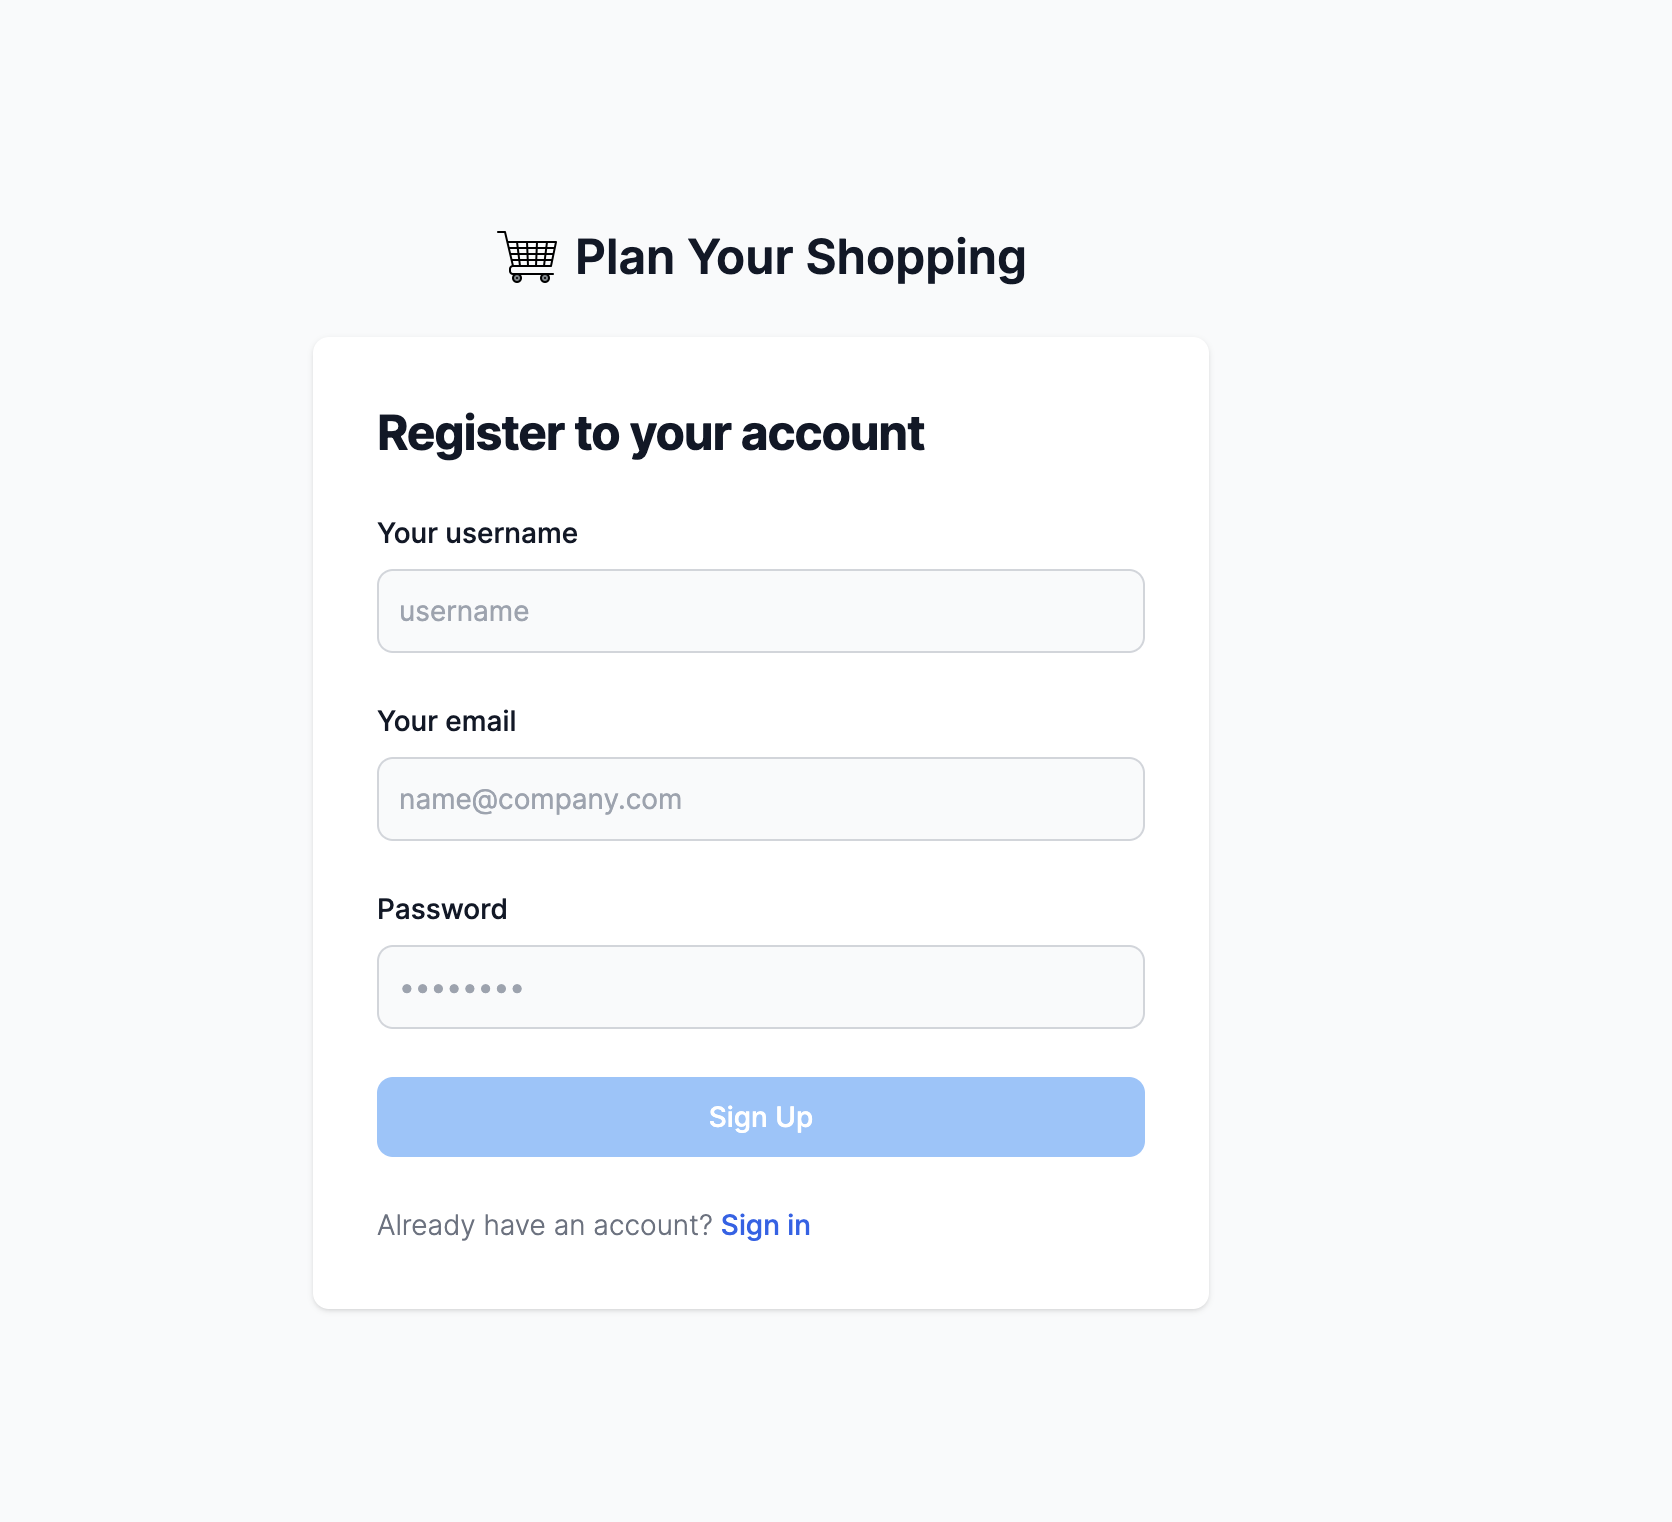 Plan Your Shopping
Register to your account
Your username
username
Your email
name@company.com
Password
••••••••
Sign Up
Already have an account? Sign in